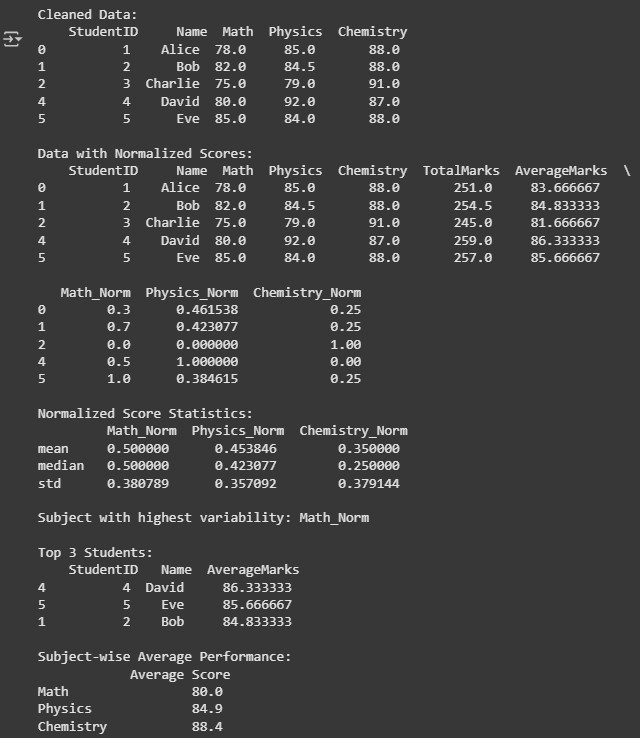 Cleaned Data:
StudentID Name Math Physics Chemistry
0 1 Alice 78.0 85.0 88.0
1 2 Bob 82.0 84.5 88.0
2 3 Charlie 75.0 79.0 91.0
4 4 David 80.0 92.0 87.0
5 5 Eve 85.0 84.0 88.0
Data with Normalized Scores:
StudentID Name Math Physics Chemistry TotalMarks AverageMarks \
0 1 Alice 78.0 85.0 88.0 251.0 83.666667
1 2 Bob 82.0 84.5 88.0 254.5 84.833333
2 3 Charlie 75.0 79.0 91.0 245.0 81.666667
4 4 David 80.0 92.0 87.0 259.0 86.333333
5 5 Eve 85.0 84.0 88.0 257.0 85.666667
Math_Norm Physics_Norm Chemistry_Norm
0 0.3 0.461538 0.25
1 0.7 0.423077 0.25
2 0.0 0.000000 1.00
4 0.5 1.000000 0.00
5 1.0 0.384615 0.25
Normalized Score Statistics:
Math_Norm Physics_Norm Chemistry_Norm
mean 0.500000 0.453846 0.350000
median 0.500000 0.423077 0.250000
std 0.380789 0.357092 0.379144
Subject with highest variability: Math_Norm
Top 3 Students:
StudentID Name AverageMarks
4 4 David 86.333333
5 5 Eve 85.666667
1 2 Bob 84.833333
Subject-wise Average Performance:
Average Score
Math 80.0
Physics 84.9
Chemistry 88.4